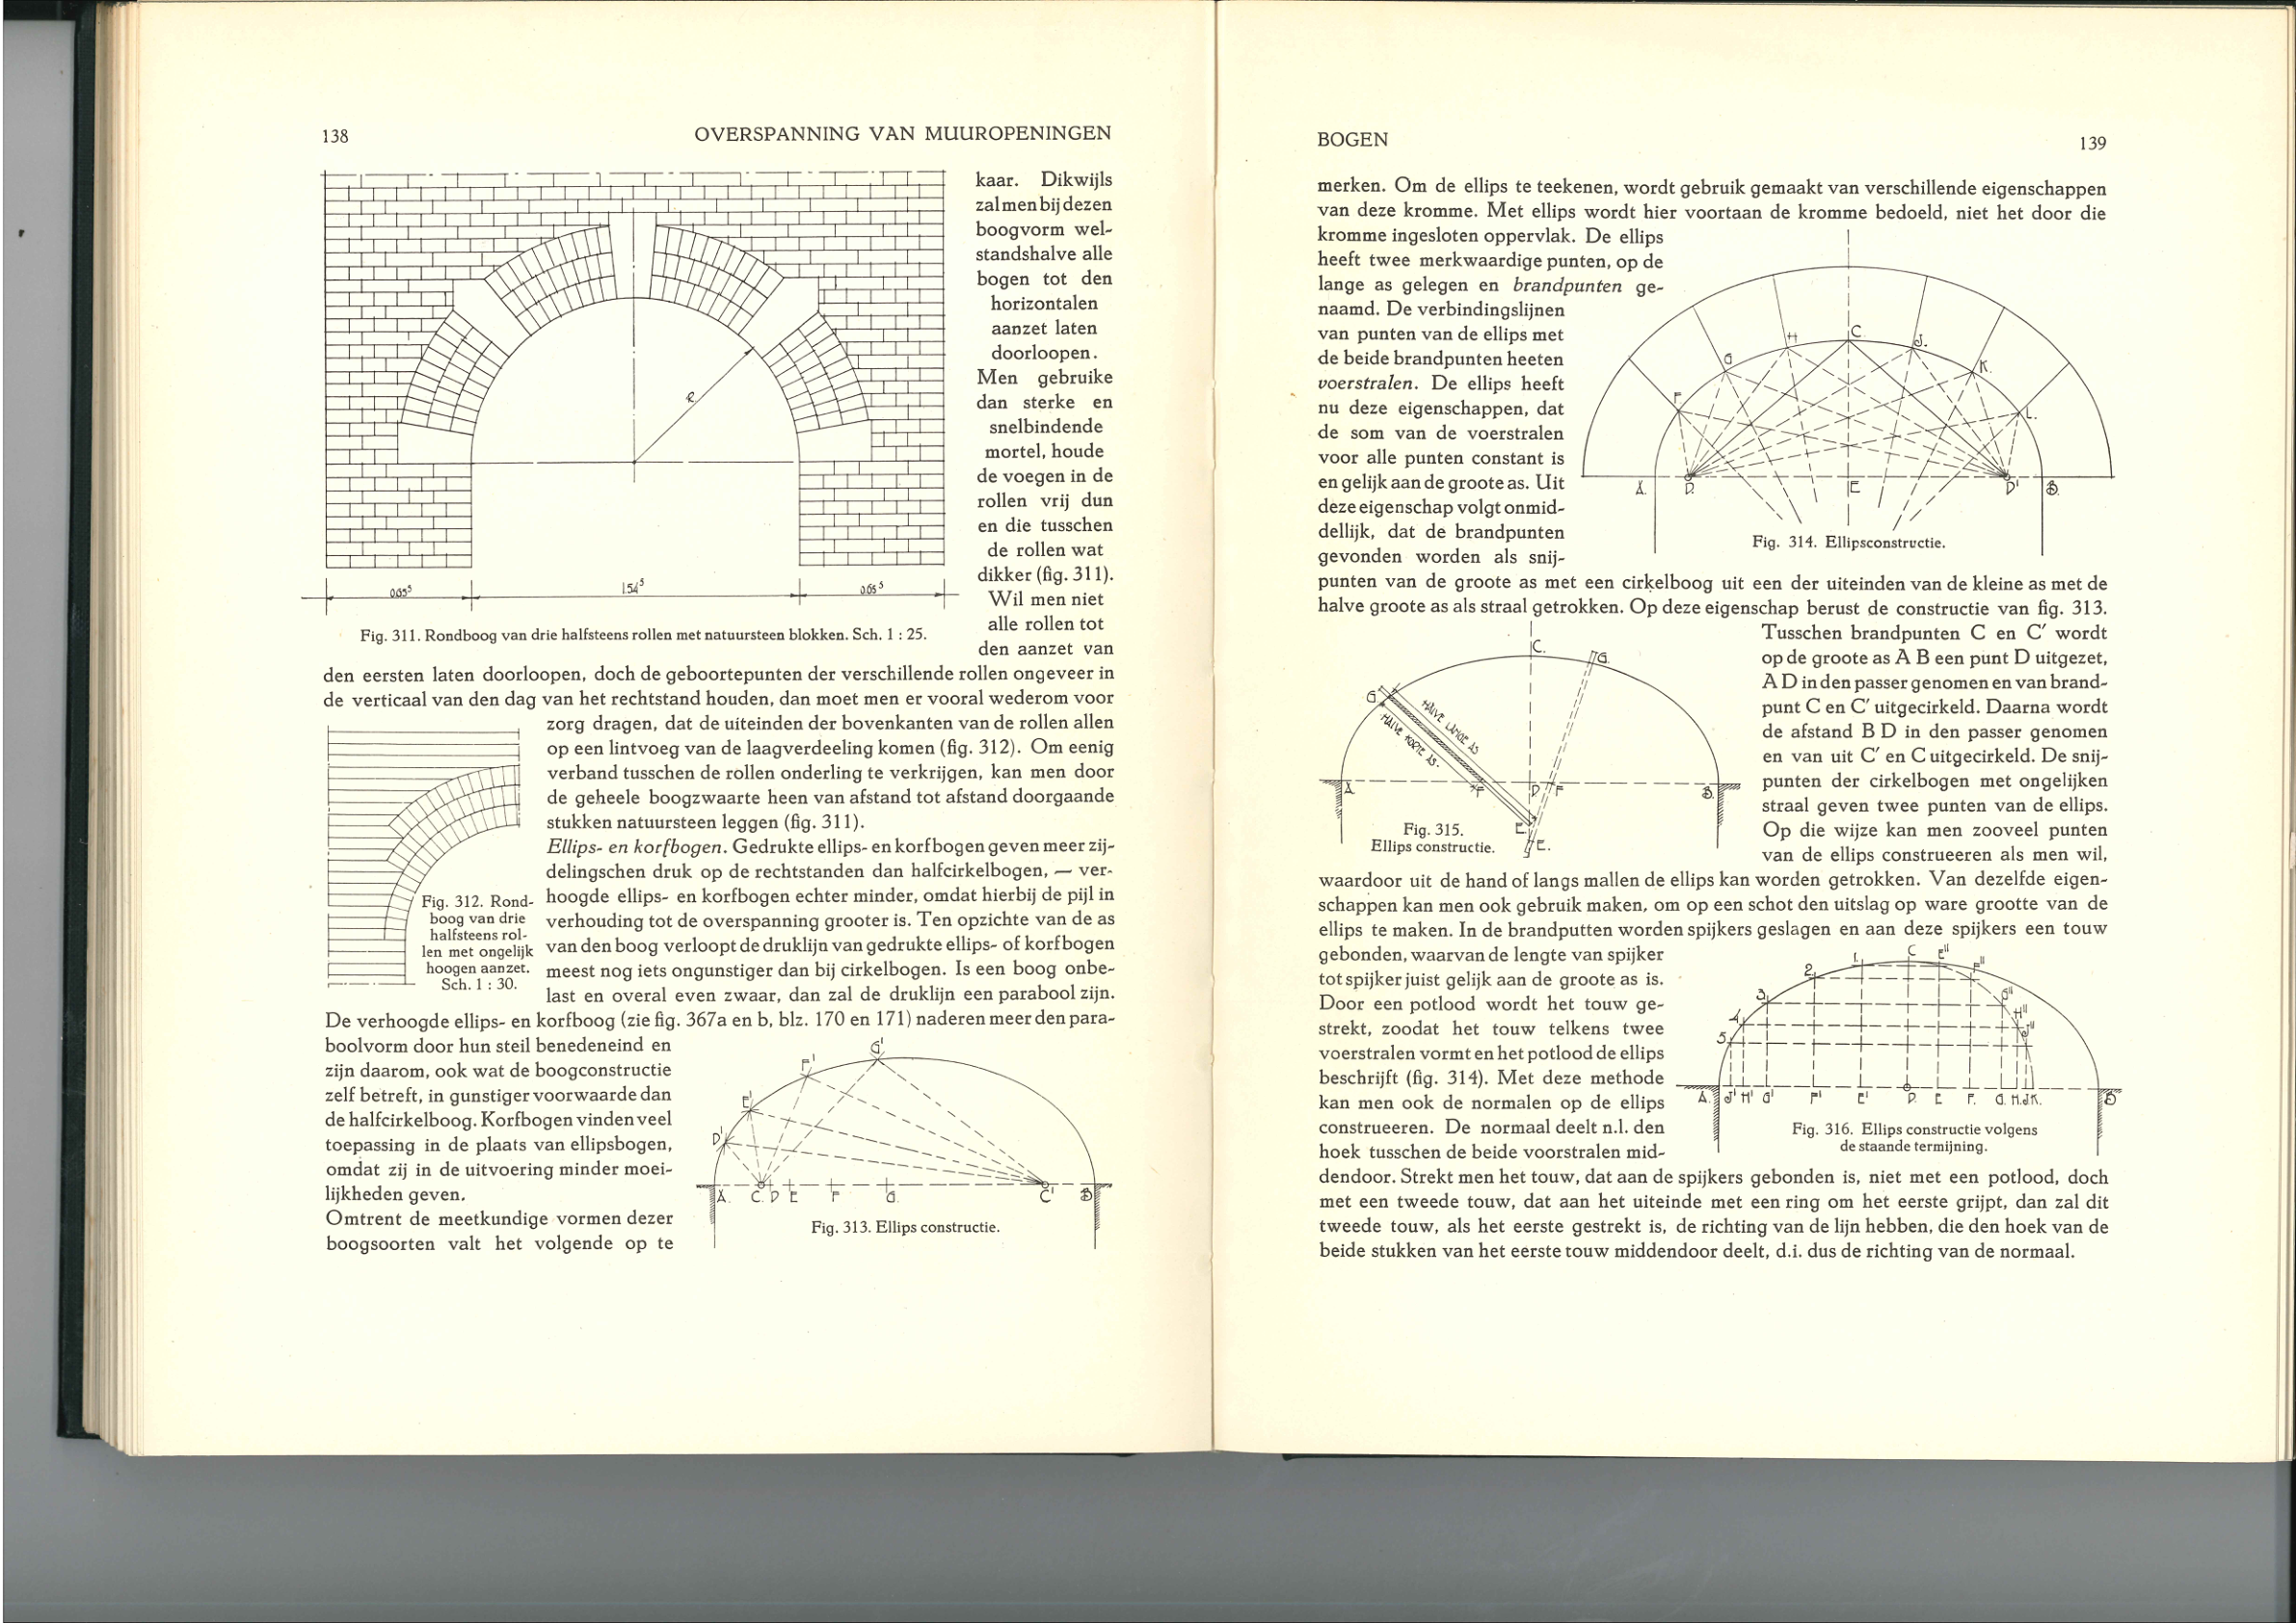 138
OVERSPANNING VAN MUUROPENINGEN
R.
1.54⁵
0.65⁵
Fig. 311. Rondboog van drie halfsteens rollen met natuursteen blokken. Sch. 1 : 25.
kaar. Dikwijls
zal men bij dezen
boogvorm wel-
standshalve alle
bogen tot den
horizontalen
aanzet laten
doorloopen.
Men gebruike
dan sterke en
snelbindende
mortel, houde
de voegen in de
rollen vrij dun
en die tusschen
de rollen wat
dikker (fig. 311).
Wil men niet
alle rollen tot
den aanzet van
den eersten laten doorloopen, doch de geboortepunten der verschillende rollen ongeveer in
de verticaal van den dag van het rechtstand houden, dan moet men er vooral wederom voor
zorg dragen, dat de uiteinden der bovenkanten van de rollen allen
op een lintvoeg van de laagverdeeling komen (fig. 312). Om eenig
verband tusschen de rollen onderling te verkrijgen, kan men door
de geheele boogzwaarte heen van afstand tot afstand doorgaande
stukken natuursteen leggen (fig. 311).
Ellips- en korfbogen. Gedrukte ellips- en korfbogen geven meer zij-
delingschen druk op de rechtstanden dan halfcirkelbogen, — ver-
hoogde ellips- en korfbogen echter minder, omdat hierbij de pijl in
verhouding tot de overspanning grooter is. Ten opzichte van de as
van den boog verloopt de druklijn van gedrukte ellips- of korfbogen
meest nog iets ongunstiger dan bij cirkelbogen. Is een boog onbe-
last en overal even zwaar, dan zal de druklijn een parabool zijn.
Fig. 312. Rond-
boog van drie
halfsteens rol-
len met ongelijk
hoogen aanzet.
Sch. 1 : 30.
De verhoogde ellips- en korfboog (zie fig. 367a en b, blz. 170 en 171) naderen meer den para-
boolvorm door hun steil benedeneind en
zijn daarom, ook wat de boogconstructie
zelf betreft, in gunstiger voorwaarde dan
de halfcirkelboog. Korfbogen vinden veel
toepassing in de plaats van ellipsbogen,
omdat zij in de uitvoering minder moei-
lijkheden geven.
Omtrent de meetkundige vormen dezer
boogsoorten valt het volgende op te
G'
F'
E'
D'
A. C. D E F G. C' B
Fig. 313. Ellips constructie.
BOGEN
139
merken. Om de ellips te teekenen, wordt gebruik gemaakt van verschillende eigenschappen
van deze kromme. Met ellips wordt hier voortaan de kromme bedoeld, niet het door die
kromme ingesloten oppervlak. De ellips
heeft twee merkwaardige punten, op de
lange as gelegen en brandpunten ge-
naamd. De verbindingslijnen
van punten van de ellips met
de beide brandpunten heeten
voerstralen. De ellips heeft
nu deze eigenschappen, dat
de som van de voerstralen
voor alle punten constant is
en gelijk aan de groote as. Uit
deze eigenschap volgt onmid-
dellijk, dat de brandpunten
gevonden worden als snij-
H C. J.
G K.
F L.
A. D. E D' B.
Fig. 314. Ellipsconstructie.
punten van de groote as met een cirkelboog uit een der uiteinden van de kleine as met de
halve groote as als straal getrokken. Op deze eigenschap berust de constructie van fig. 313.
Tusschen brandpunten C en C' wordt
op de groote as A B een punt D uitgezet,
A D in den passer genomen en van brand-
punt C en C' uitgecirkeld. Daarna wordt
de afstand B D in den passer genomen
en van uit C' en C uitgecirkeld. De snij-
punten der cirkelbogen met ongelijken
straal geven twee punten van de ellips.
Op die wijze kan men zooveel punten
van de ellips construeeren als men wil,
C.
G.
G
HALVE LANGE AS
HALVE KORTE AS.
A. F D F B.
E.
E.
Fig. 315.
Ellips constructie.
waardoor uit de hand of langs mallen de ellips kan worden getrokken. Van dezelfde eigen-
schappen kan men ook gebruik maken, om op een schot den uitslag op ware grootte van de
ellips te maken. In de brandputten worden spijkers geslagen en aan deze spijkers een touw
gebonden, waarvan de lengte van spijker
tot spijker juist gelijk aan de groote as is.
Door een potlood wordt het touw ge-
strekt, zoodat het touw telkens twee
voerstralen vormt en het potlood de ellips
beschrijft (fig. 314). Met deze methode
kan men ook de normalen op de ellips
construeeren. De normaal deelt n.l. den
hoek tusschen de beide voorstralen mid-
1. C E''
2. F''
3. G''
4. H''
5. J''
A. J' H' G' F' E' D. E F. G. H. J K. B
Fig. 316. Ellips constructie volgens
de staande termijning.
dendoor. Strekt men het touw, dat aan de spijkers gebonden is, niet met een potlood, doch
met een tweede touw, dat aan het uiteinde met een ring om het eerste grijpt, dan zal dit
tweede touw, als het eerste gestrekt is, de richting van de lijn hebben, die den hoek van de
beide stukken van het eerste touw middendoor deelt, d.i. dus de richting van de normaal.